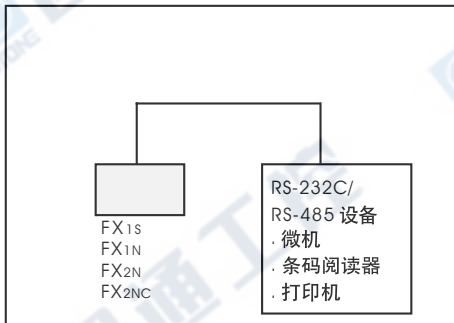 RS-232C/
RS-485 设备
. 微机
. 条码阅读器
. 打印机
FX1S
FX1N
FX2N
FX2NC